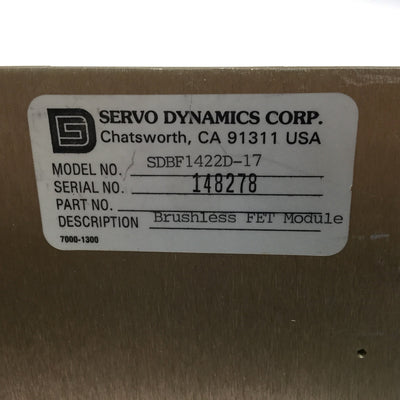 SERVO DYNAMICS CORP.
Chatsworth, CA 91311 USA
MODEL NO. SDBF1422D-17
SERIAL NO. 148278
PART NO.
DESCRIPTION Brushless FET Module
7000-1300